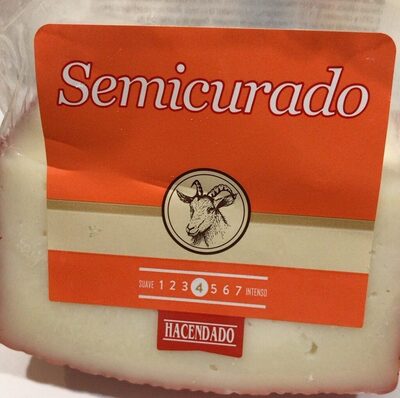 Semicurado
SUAVE 1 2 3 4 5 6 7 INTENSO
HACENDADO